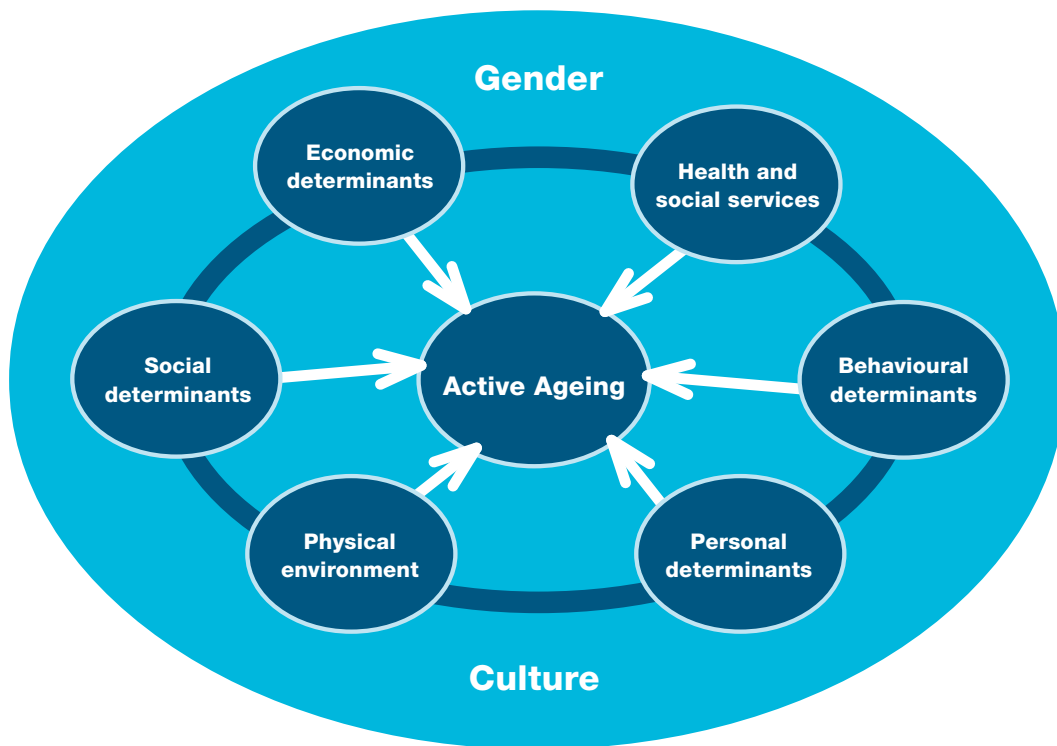 Gender
Economic
determinants
Health and
social services
Social
determinants
Active Ageing
Behavioural
determinants
Physical
environment
Personal
determinants
Culture